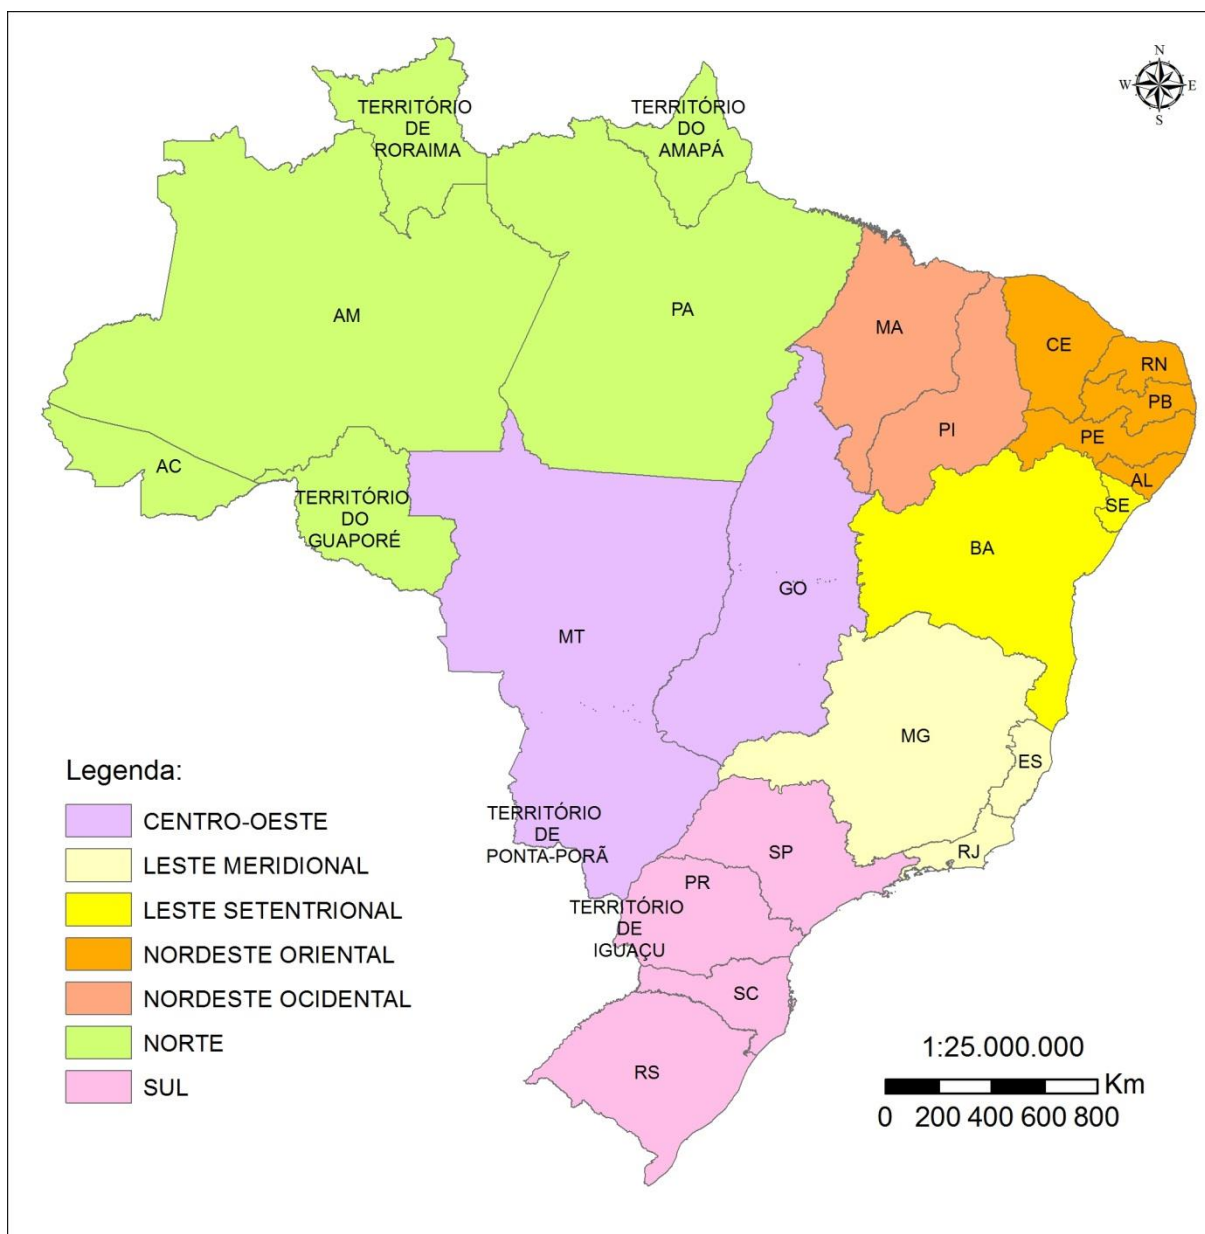 N
W E
S
TERRITÓRIO
DE
RORAIMA
TERRITÓRIO
DO
AMAPÁ
AM
PA
MA
CE
RN
PB
PI
PE
AL
SE
AC
TERRITÓRIO
DO
GUAPORÉ
BA
GO
MT
MG
ES
TERRITÓRIO
DE
PONTA-PORÃ
SP
RJ
PR
TERRITÓRIO
DE
IGUAÇU
SC
RS
Legenda:
CENTRO-OESTE
LESTE MERIDIONAL
LESTE SETENTRIONAL
NORDESTE ORIENTAL
NORDESTE OCIDENTAL
NORTE
SUL
1:25.000.000
Km
0 200 400 600 800